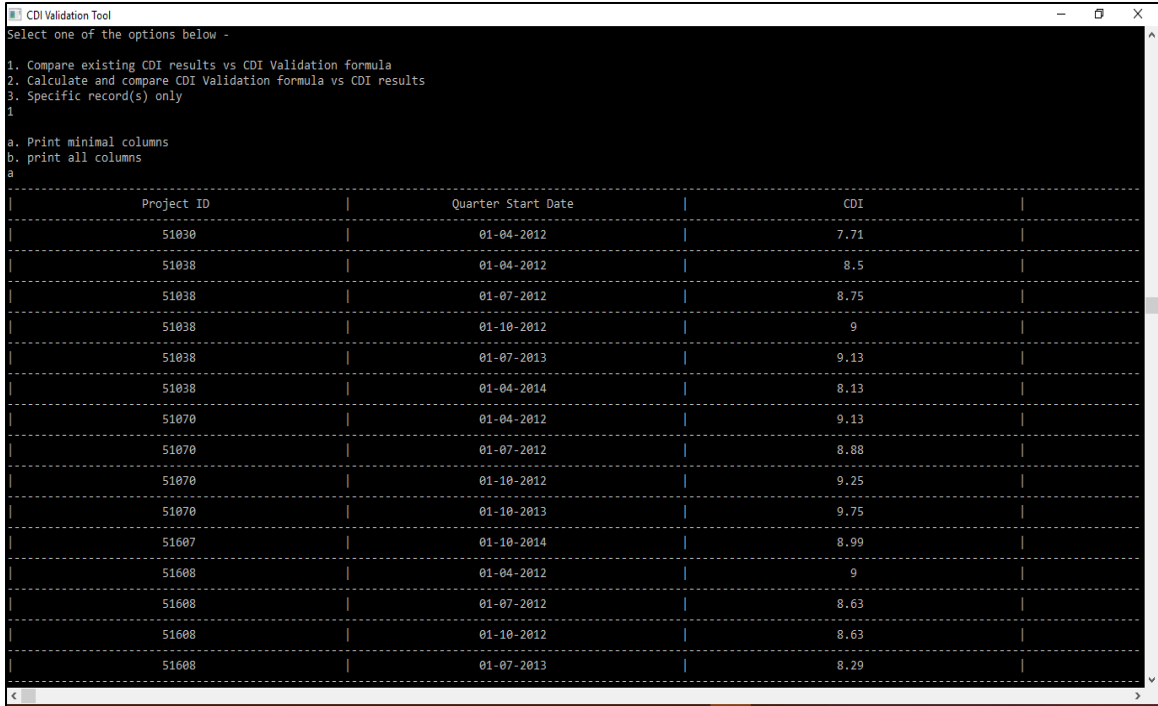 CDI Validation Tool
Select one of the options below -
1. Compare existing CDI results vs CDI Validation formula
2. Calculate and compare CDI Validation formula vs CDI results
3. Specific record(s) only
1
a. Print minimal columns
b. print all columns
a
| Project ID | Quarter Start Date | CDI |
| 51030 | 01-04-2012 | 7.71 |
| 51038 | 01-04-2012 | 8.5 |
| 51038 | 01-07-2012 | 8.75 |
| 51038 | 01-10-2012 | 9 |
| 51038 | 01-07-2013 | 9.13 |
| 51038 | 01-04-2014 | 8.13 |
| 51070 | 01-04-2012 | 9.13 |
| 51070 | 01-07-2012 | 8.88 |
| 51070 | 01-10-2012 | 9.25 |
| 51070 | 01-10-2013 | 9.75 |
| 51607 | 01-10-2014 | 8.99 |
| 51608 | 01-04-2012 | 9 |
| 51608 | 01-07-2012 | 8.63 |
| 51608 | 01-10-2012 | 8.63 |
| 51608 | 01-07-2013 | 8.29 |